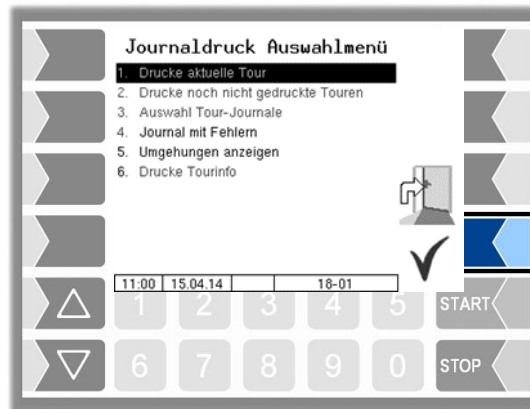 Journaldruck Auswahlmenü
1. Drucke aktuelle Tour
2. Drucke noch nicht gedruckte Touren
3. Auswahl Tour-Journale
4. Journal mit Fehlern
5. Umgehungen anzeigen
6. Drucke Tourinfo
11:00 15.04.14 18-01
1 2 3 4 5 START
6 7 8 9 0 STOP